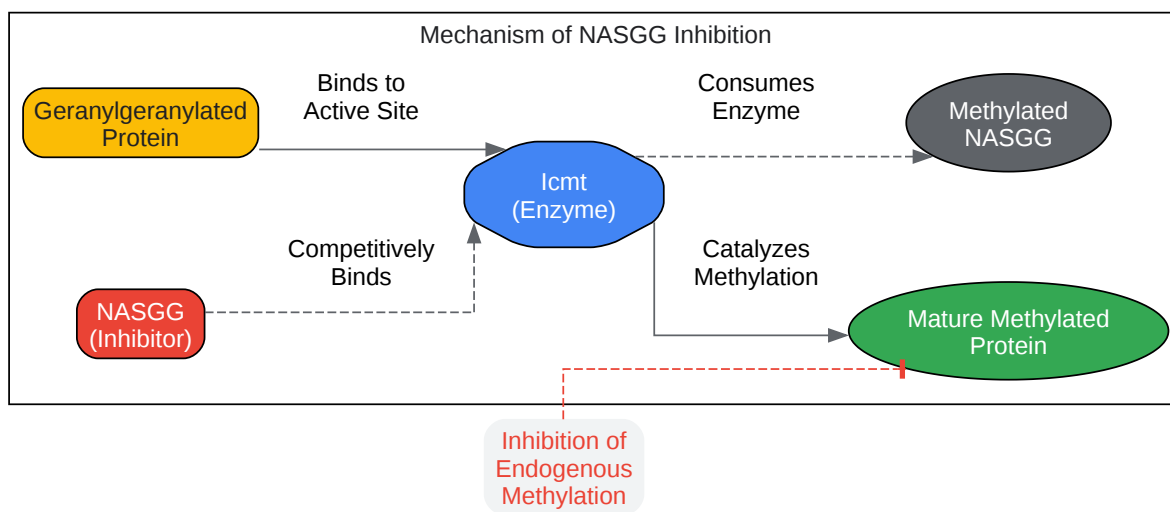 Mechanism of NASGG Inhibition
Geranylgeranylated
Protein
Binds to
Active Site
Consumes
Enzyme
Methylated
NASGG
Icmt
(Enzyme)
Competitively
Binds
Catalyzes
Methylation
NASGG
(Inhibitor)
Mature Methylated
Protein
Inhibition of
Endogenous
Methylation